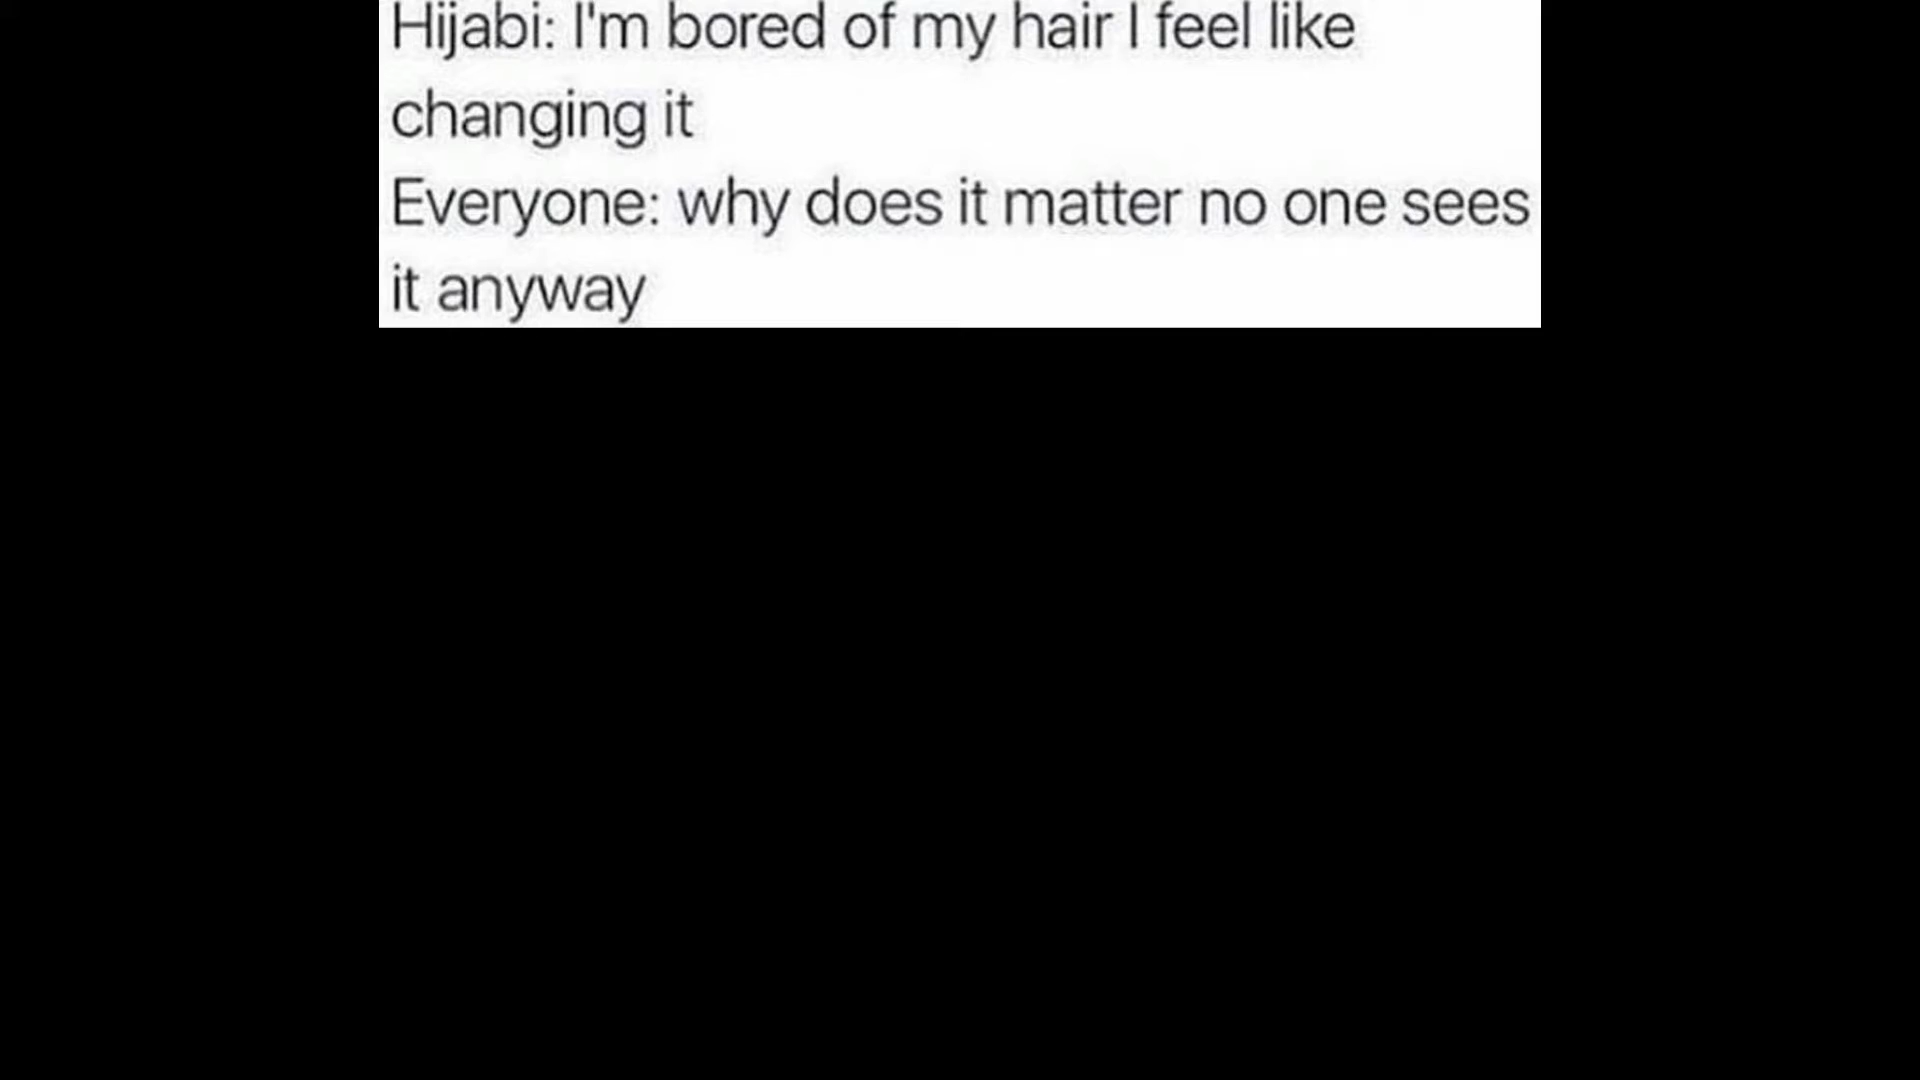 Hijabi: I'm bored of my hair I feel like
changing it
Everyone: why does it matter no one sees
it anyway